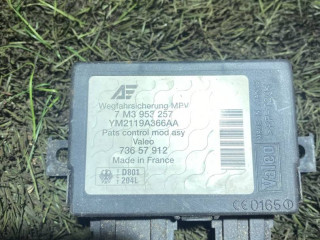 AE
Wegfahrsicherung MPV
7 M3 953 257
YM2119A366AA
Pats control mod asy
Valeo
736 57 912
Made in France
D801
204L
Valeo
CE0165